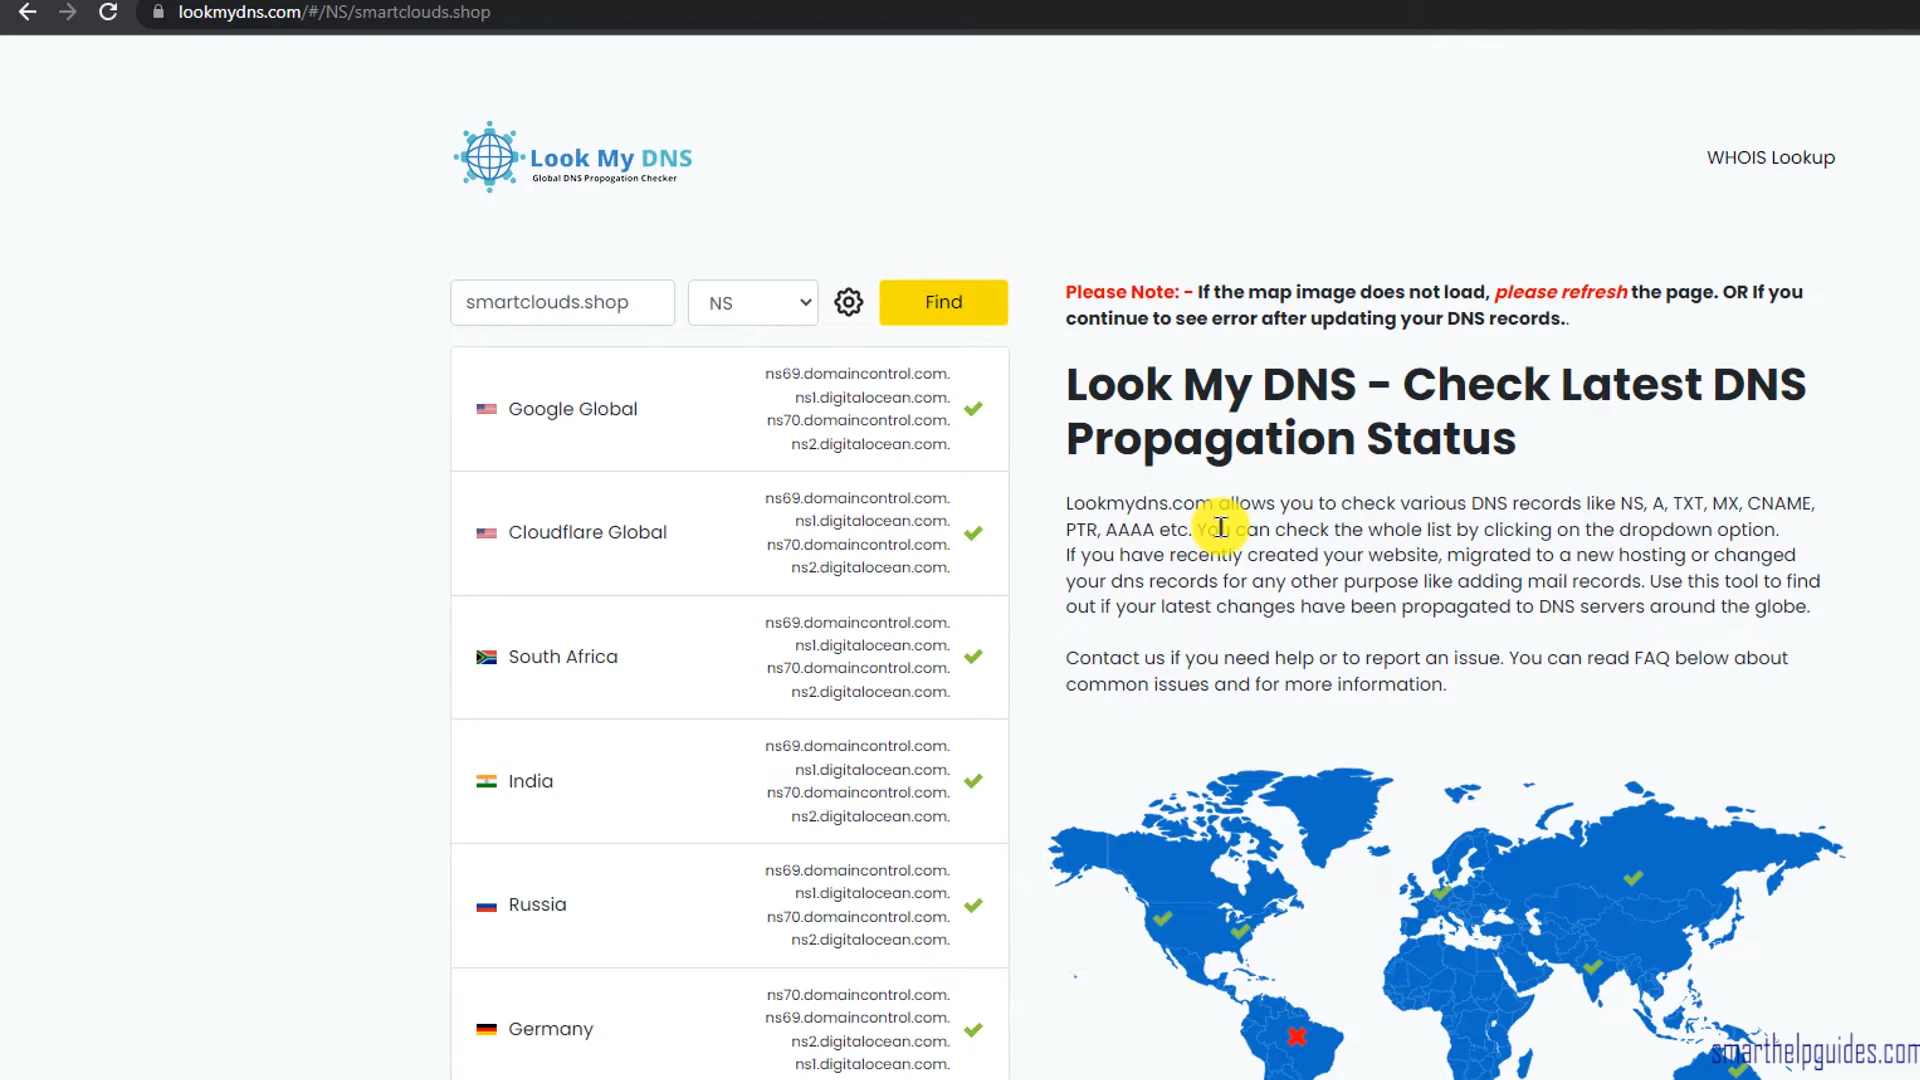 lookmydns.com/#/NS/smartclouds.shop
Look My DNS
Global DNS Propogation Checker
WHOIS Lookup
smartclouds.shop
NS
Find
Google Global
ns69.domaincontrol.com.
ns1.digitalocean.com.
ns70.domaincontrol.com.
ns2.digitalocean.com.
Cloudflare Global
ns69.domaincontrol.com.
ns1.digitalocean.com.
ns70.domaincontrol.com.
ns2.digitalocean.com.
South Africa
ns69.domaincontrol.com.
ns1.digitalocean.com.
ns70.domaincontrol.com.
ns2.digitalocean.com.
India
ns69.domaincontrol.com.
ns1.digitalocean.com.
ns70.domaincontrol.com.
ns2.digitalocean.com.
Russia
ns69.domaincontrol.com.
ns1.digitalocean.com.
ns70.domaincontrol.com.
ns2.digitalocean.com.
Germany
ns70.domaincontrol.com.
ns69.domaincontrol.com.
ns2.digitalocean.com.
ns1.digitalocean.com.
Please Note: - If the map image does not load, please refresh the page. OR If you
continue to see error after updating your DNS records..
Look My DNS - Check Latest DNS
Propagation Status
Lookmydns.com allows you to check various DNS records like NS, A, TXT, MX, CNAME,
PTR, AAAA etc. You can check the whole list by clicking on the dropdown option.
If you have recently created your website, migrated to a new hosting or changed
your dns records for any other purpose like adding mail records. Use this tool to find
out if your latest changes have been propagated to DNS servers around the globe.
Contact us if you need help or to report an issue. You can read FAQ below about
common issues and for more information.
smarthelpguides.com